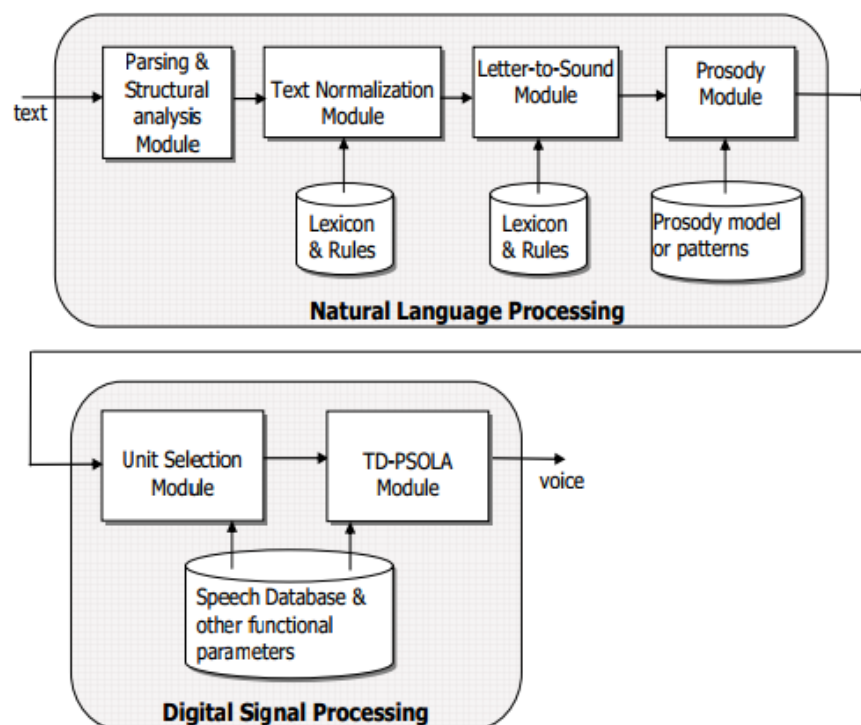 text
Parsing &
Structural
analysis
Module
Text Normalization
Module
Letter-to-Sound
Module
Prosody
Module
Lexicon
& Rules
Lexicon
& Rules
Prosody model
or patterns
Natural Language Processing
Unit Selection
Module
TD-PSOLA
Module
voice
Speech Database &
other functional
parameters
Digital Signal Processing